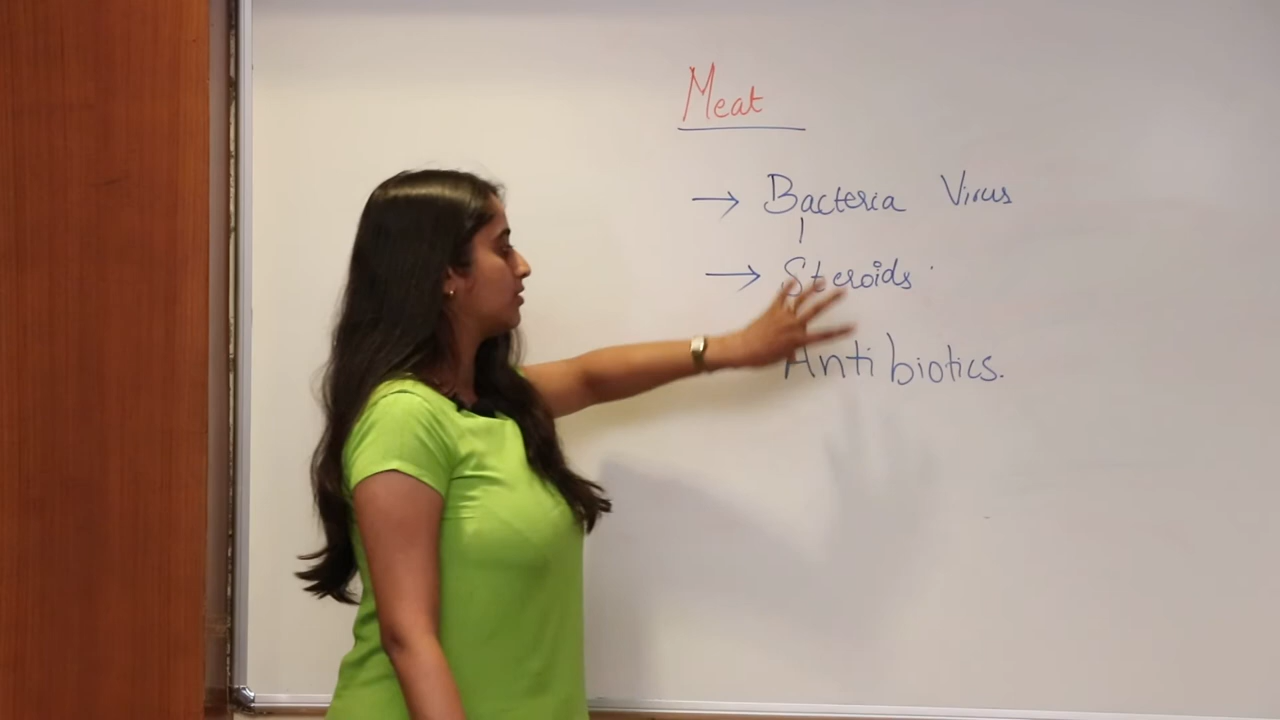 Meat
→ Bacteria Virus
→ Steroids
Antibiotics.